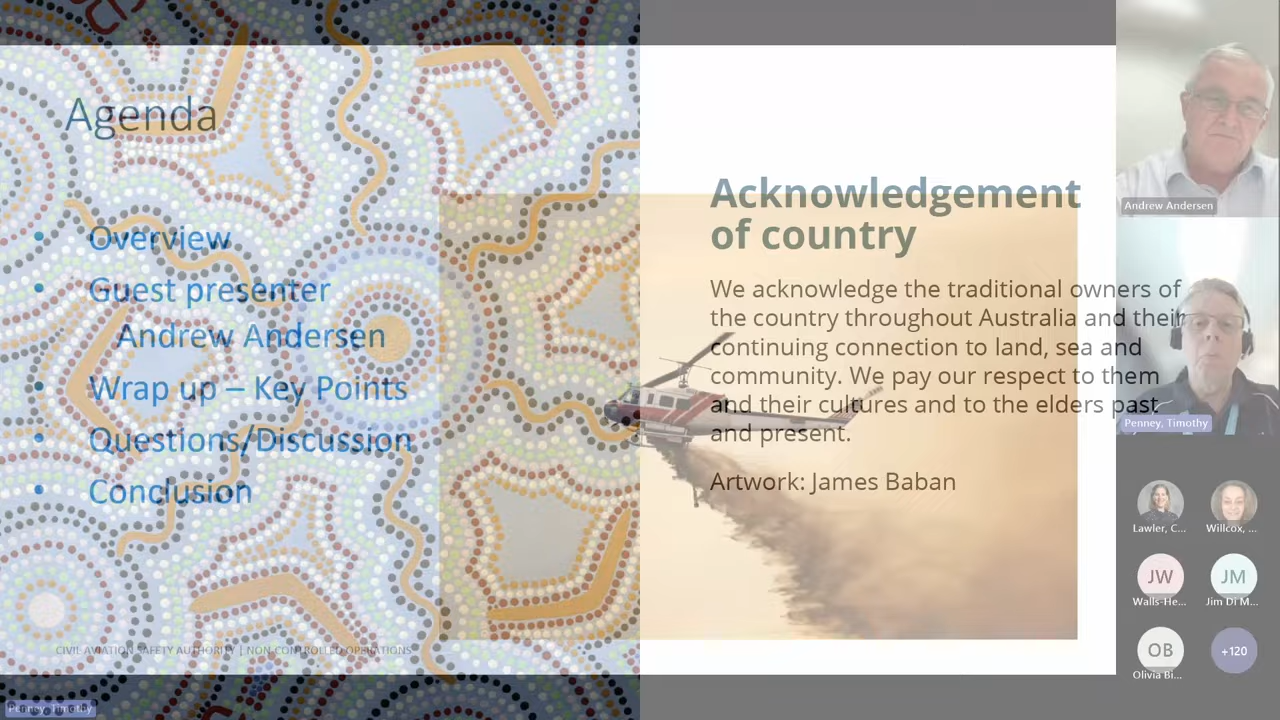 Agenda
Overview
Guest presenter
Andrew Andersen
Wrap up – Key Points
Questions/Discussion
Conclusion
CIVIL AVIATION SAFETY AUTHORITY | NON-CONTROLLED OPERATIONS
Penney, Timothy
Acknowledgement
of country
We acknowledge the traditional owners of
the country throughout Australia and their
continuing connection to land, sea and
community. We pay our respect to them
and their cultures and to the elders past
and present.
Artwork: James Baban
Andrew Andersen
Penney, Timothy
Lawler, C...
Willcox, ...
JW
Walls-He...
JM
Jim Di M...
OB
Olivia Bi...
+120